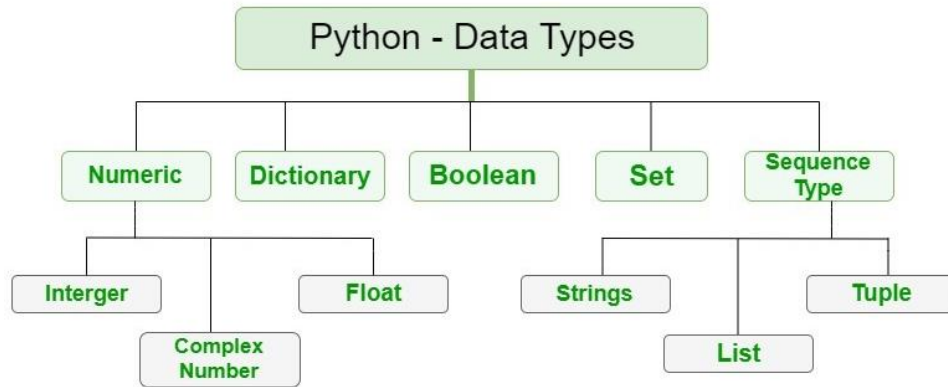 Python - Data Types
Numeric
Dictionary
Boolean
Set
Sequence
Type
Interger
Complex
Number
Float
Strings
List
Tuple